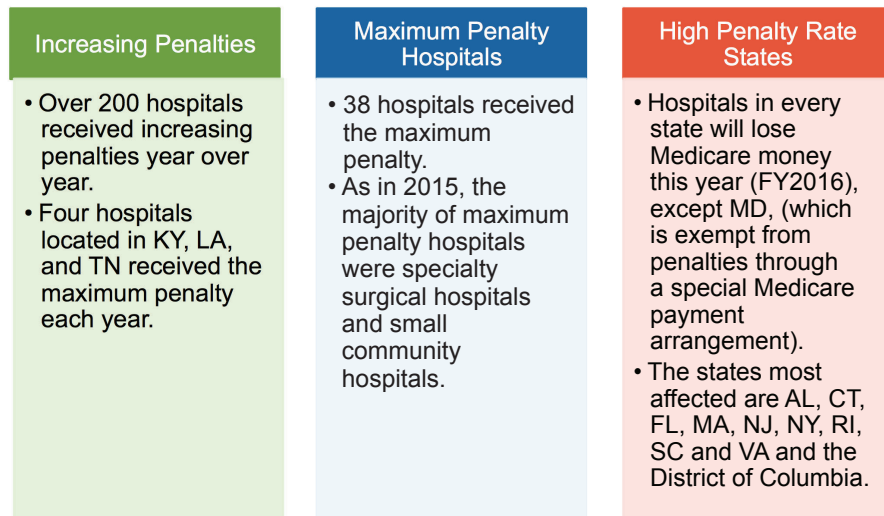 Increasing Penalties
• Over 200 hospitals
received increasing
penalties year over
year.
• Four hospitals
located in KY, LA,
and TN received the
maximum penalty
each year.
Maximum Penalty
Hospitals
• 38 hospitals received
the maximum
penalty.
• As in 2015, the
majority of maximum
penalty hospitals
were specialty
surgical hospitals
and small
community
hospitals.
High Penalty Rate
States
• Hospitals in every
state will lose
Medicare money
this year (FY2016),
except MD, (which
is exempt from
penalties through
a special Medicare
payment
arrangement).
• The states most
affected are AL, CT,
FL, MA, NJ, NY, RI,
SC and VA and the
District of Columbia.